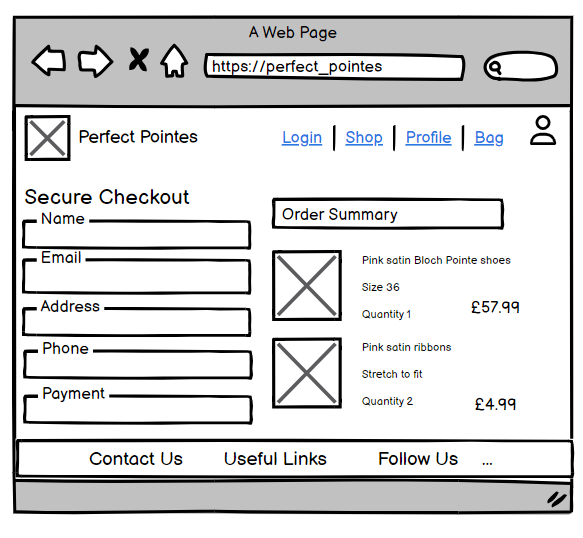 A Web Page
https://perfect_pointes
Perfect Pointes
Login | Shop | Profile | Bag
Secure Checkout
Name
Email
Address
Phone
Payment
Order Summary
Pink satin Bloch Pointe shoes
Size 36
Quantity 1
£57.99
Pink satin ribbons
Stretch to fit
Quantity 2
£4.99
Contact Us Useful Links Follow Us ...